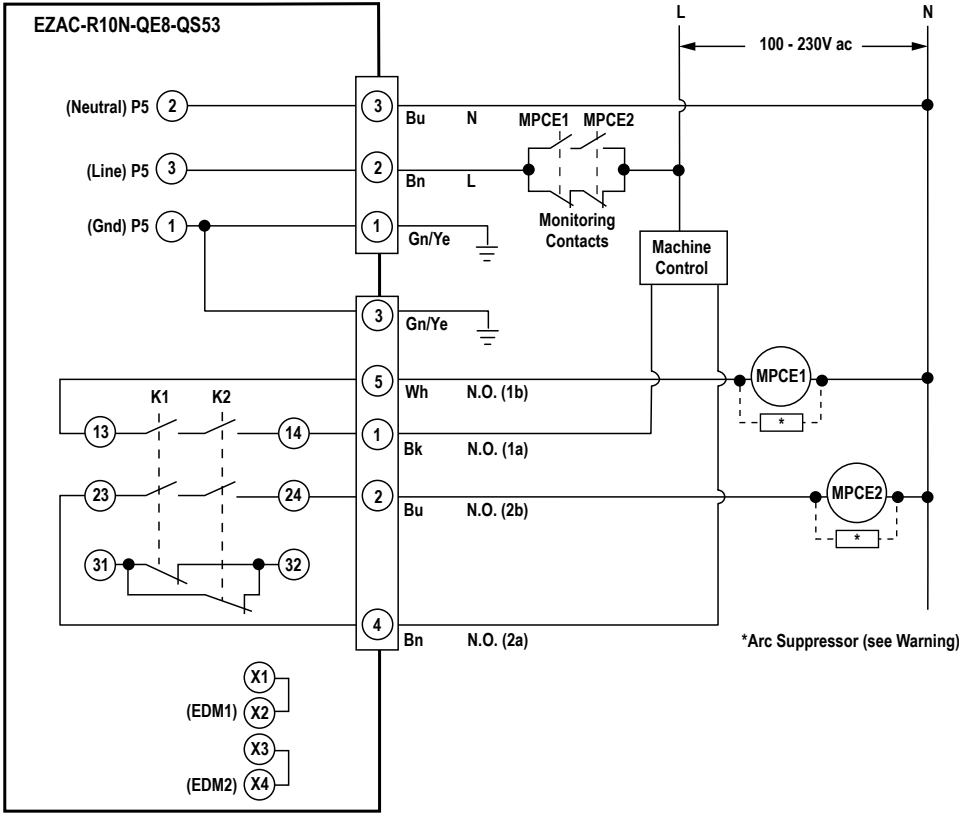 EZAC-R10N-QE8-QS53
L
N
100 - 230V ac
(Neutral) P5 2
3
Bu N
MPCE1 MPCE2
(Line) P5 3
2
Bn L
Monitoring
Contacts
(Gnd) P5 1
1
Gn/Ye
Machine
Control
3
Gn/Ye
K1 K2
5
Wh N.O. (1b)
MPCE1
*
13
14
1
Bk N.O. (1a)
23
24
2
Bu N.O. (2b)
MPCE2
*
31
32
4
Bn N.O. (2a)
*Arc Suppressor (see Warning)
X1
(EDM1) X2
X3
(EDM2) X4